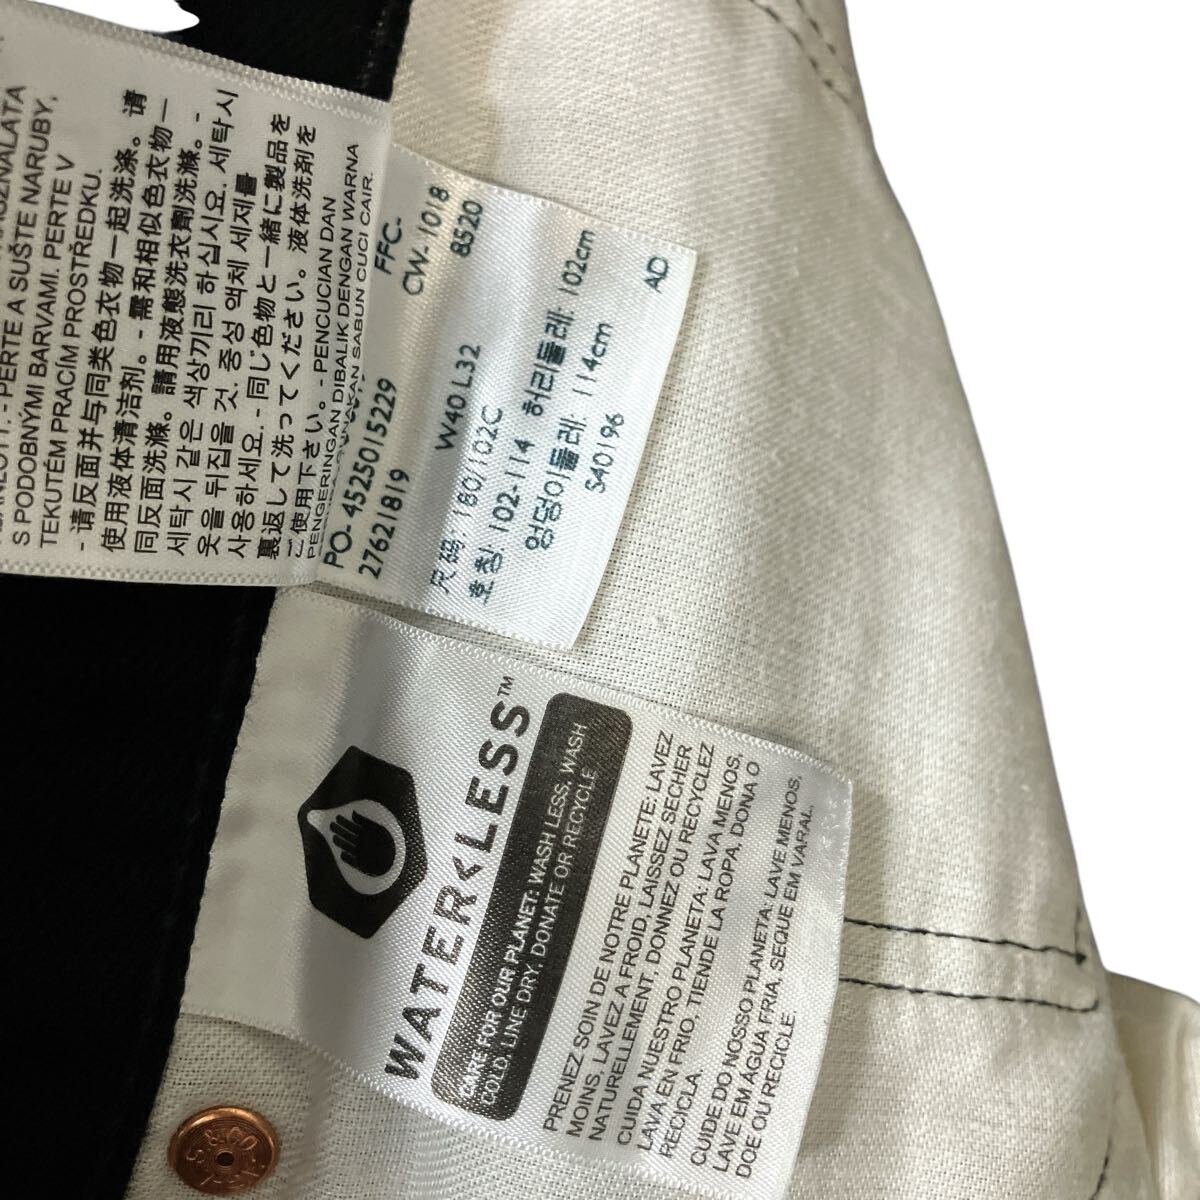 S PODOBNÝMI BARVAMI. PERTE V
TEKUTÉM PRACÍM PROSTŘEDKU.
- 请反面并与同类色衣物一起洗涤。请
使用液体清洁剂。- 需和相似色衣物一
同反面洗滌。請用液態洗衣劑洗滌。-
세탁시 같은 색상끼리 하십시요. 세탁시
옷을 뒤집을 것. 중성 액체 세제를
사용하세요. - 同じ色物と一緒に製品を
裏返して洗ってください。液体洗剤を
ご使用下さい。- PENCUCIAN DAN
PENGERINGAN DIBALIK DENGAN WARNA
SABUN CUCI CAIR.
FFC-
CW- 1018
8520
PO- 4525015229
27621819
W40 L32
尺码: 180/102C
호칭 102-114 허리둘레: 102cm
엉덩이둘레: 114cm
S40196
AD
WATER<LESS™
CARE FOR OUR PLANET: WASH LESS, WASH
COLD, LINE DRY, DONATE OR RECYCLE
PRENEZ SOIN DE NOTRE PLANETE: LAVEZ
MOINS, LAVEZ A FROID, LAISSEZ SECHER
NATURELLEMENT, DONNEZ OU RECYCLEZ
CUIDA NUESTRO PLANETA: LAVA MENOS,
LAVA EN FRIO, TIENDE LA ROPA, DONA O
RECICLA.
CUIDE DO NOSSO PLANETA: LAVE MENOS,
LAVE EM AGUA FRIA, SEQUE EM VARAL,
DOE OU RECICLE.